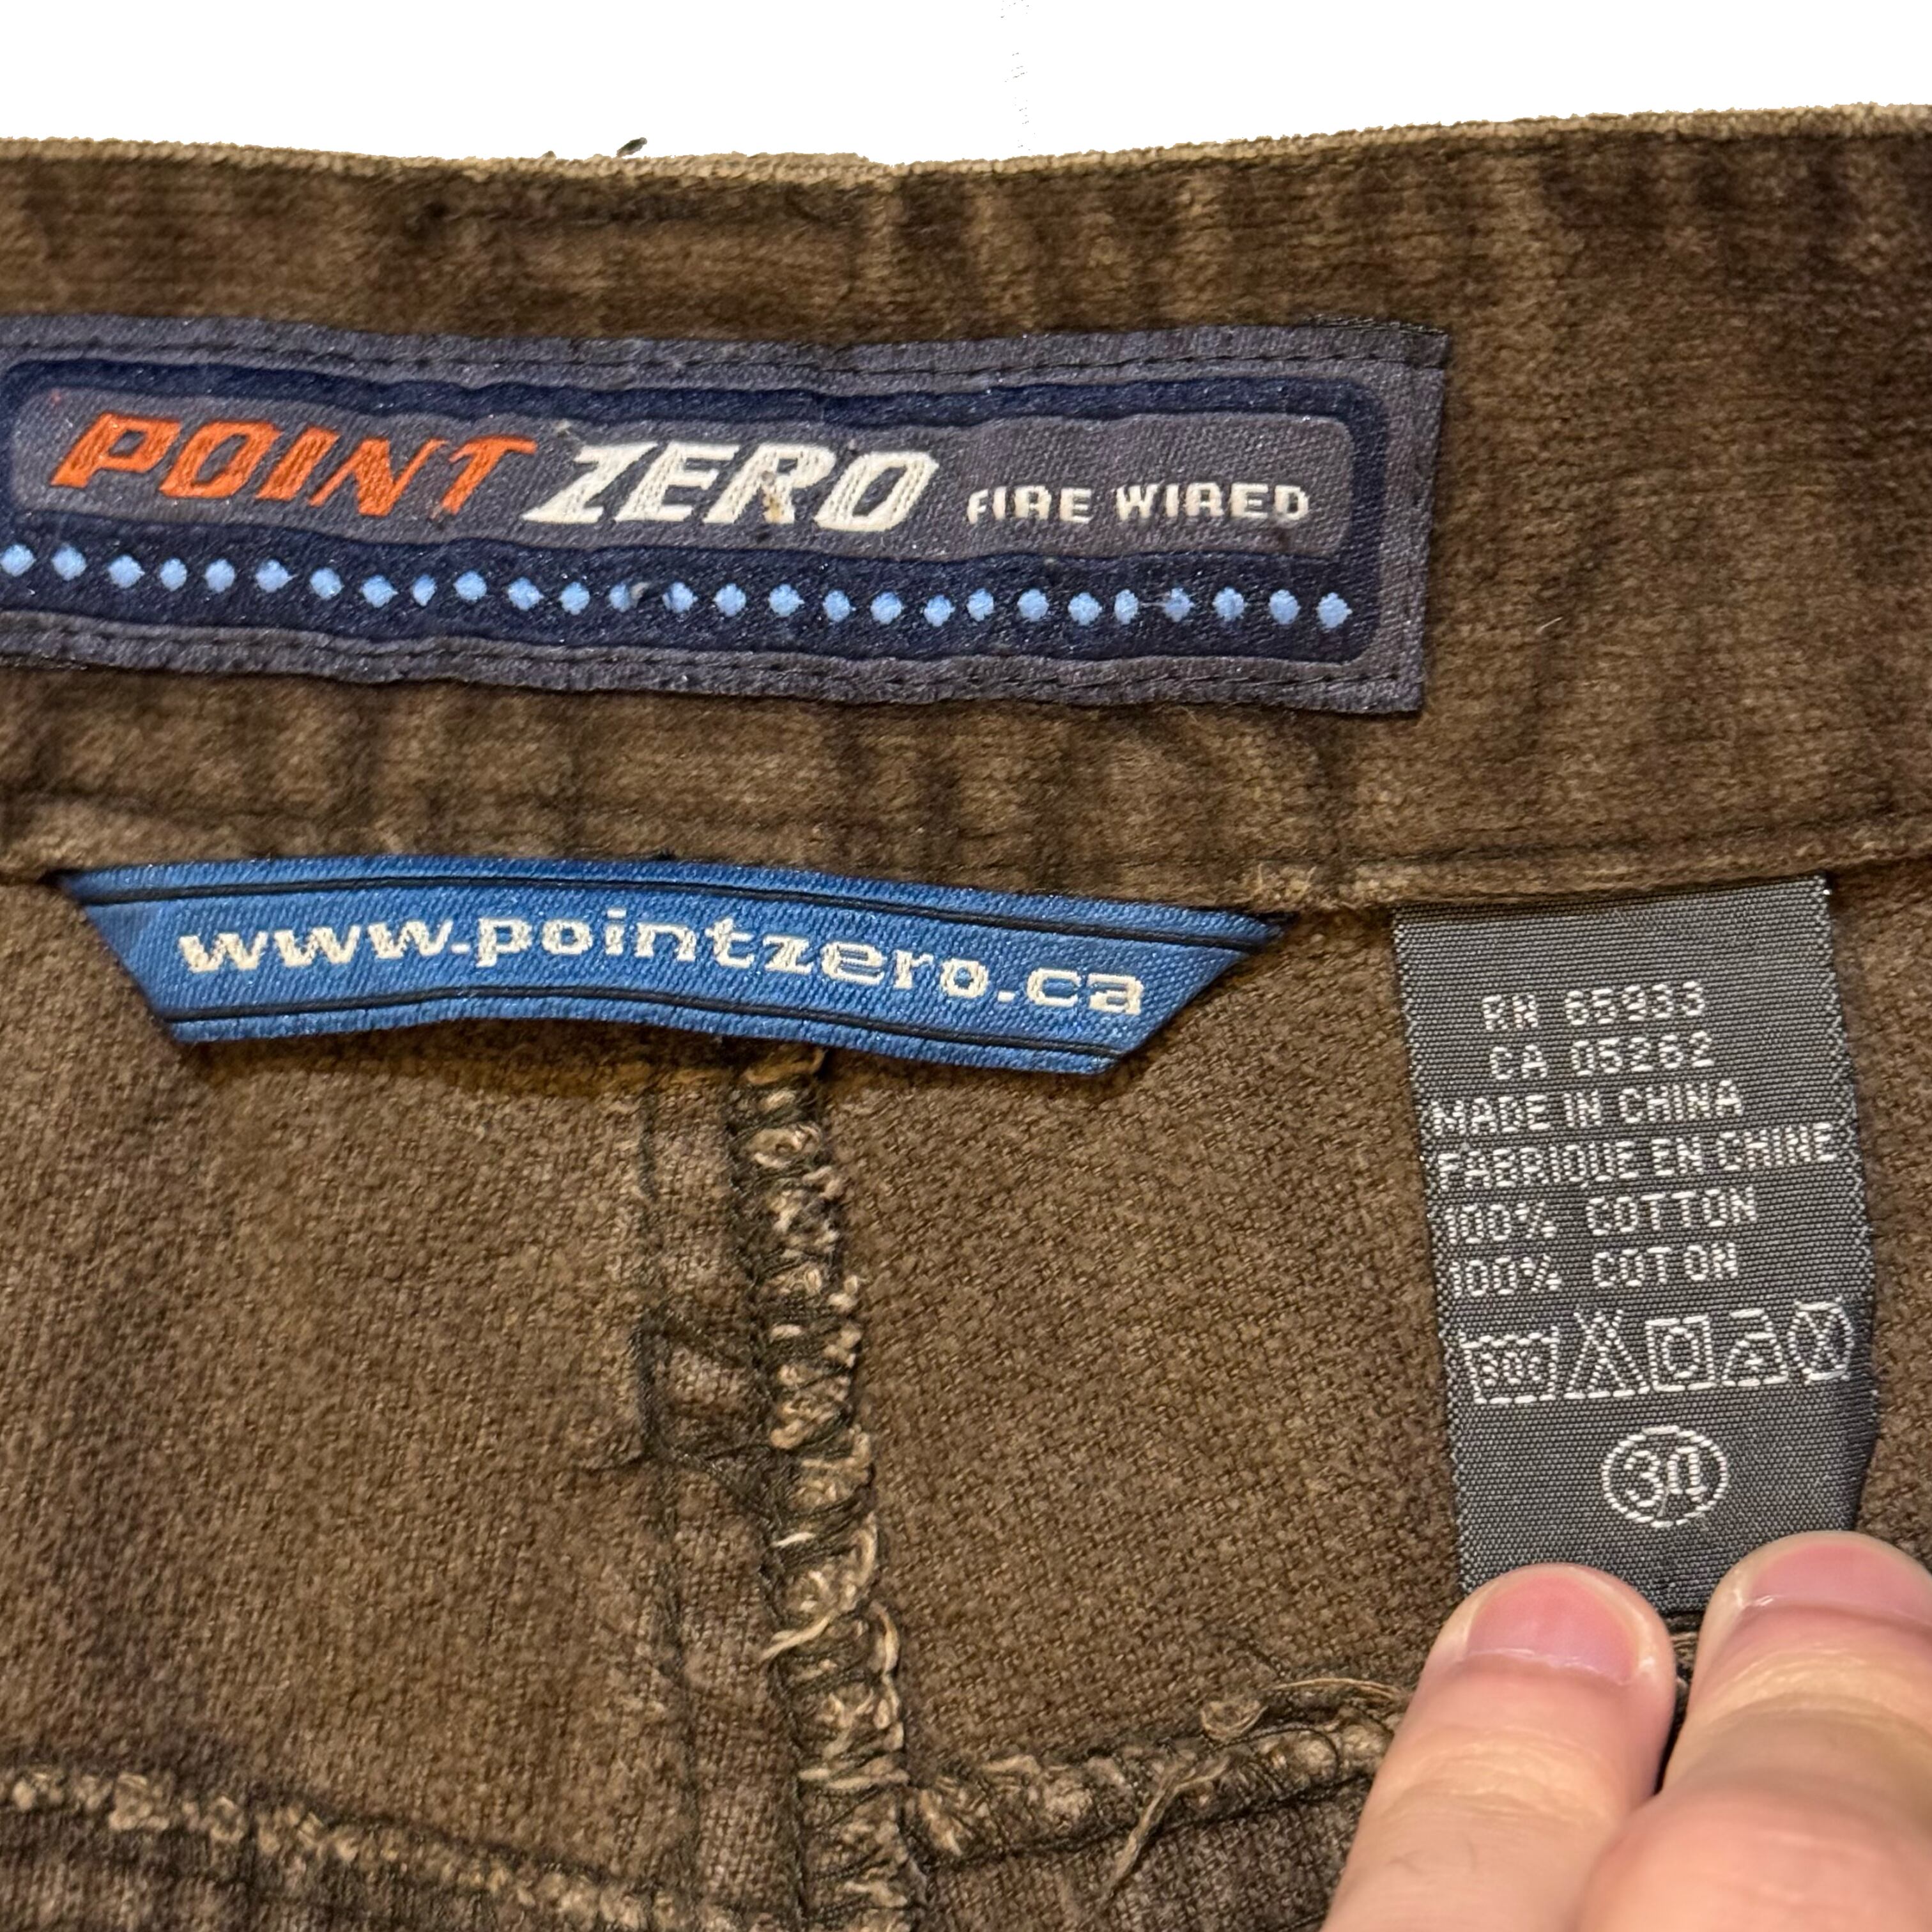 POINT ZERO FIRE WIRED
www.pointzero.ca
RN 65933
CA 05262
MADE IN CHINA
FABRIQUE EN CHINE
100% COTTON
100% COTON
34